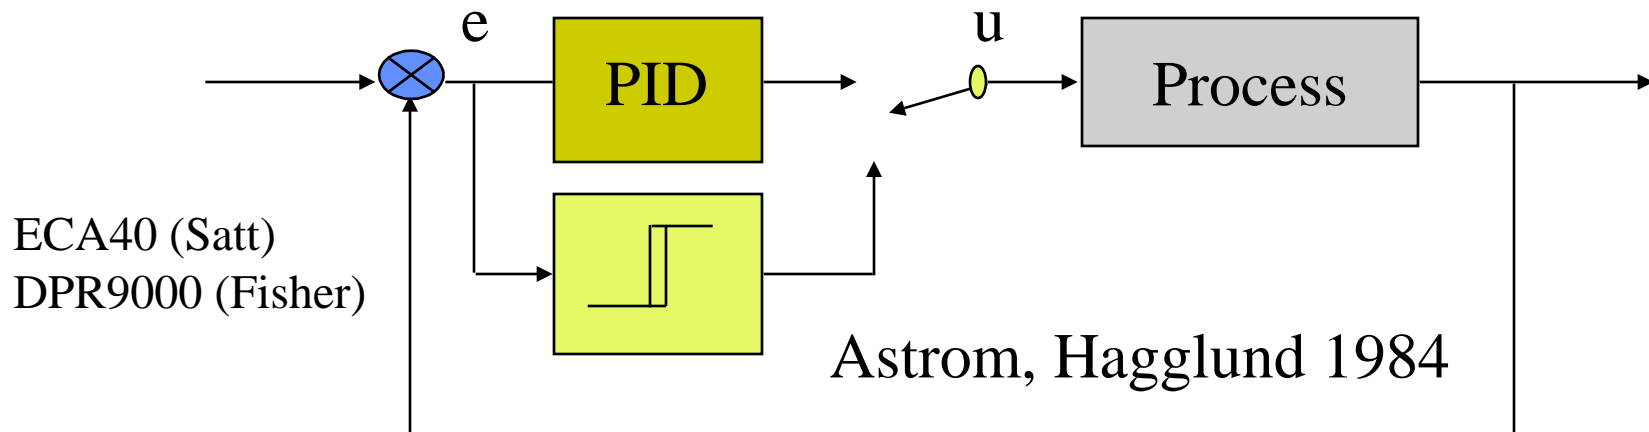 e
u
PID
Process
ECA40 (Satt)
DPR9000 (Fisher)
Astrom, Hagglund 1984